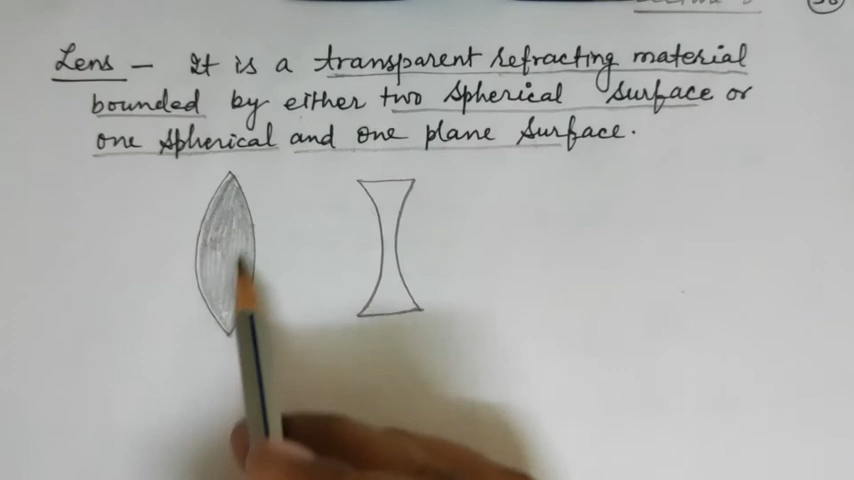 Lens - It is a transparent refracting material
bounded by either two spherical surface or
one spherical and one plane surface.